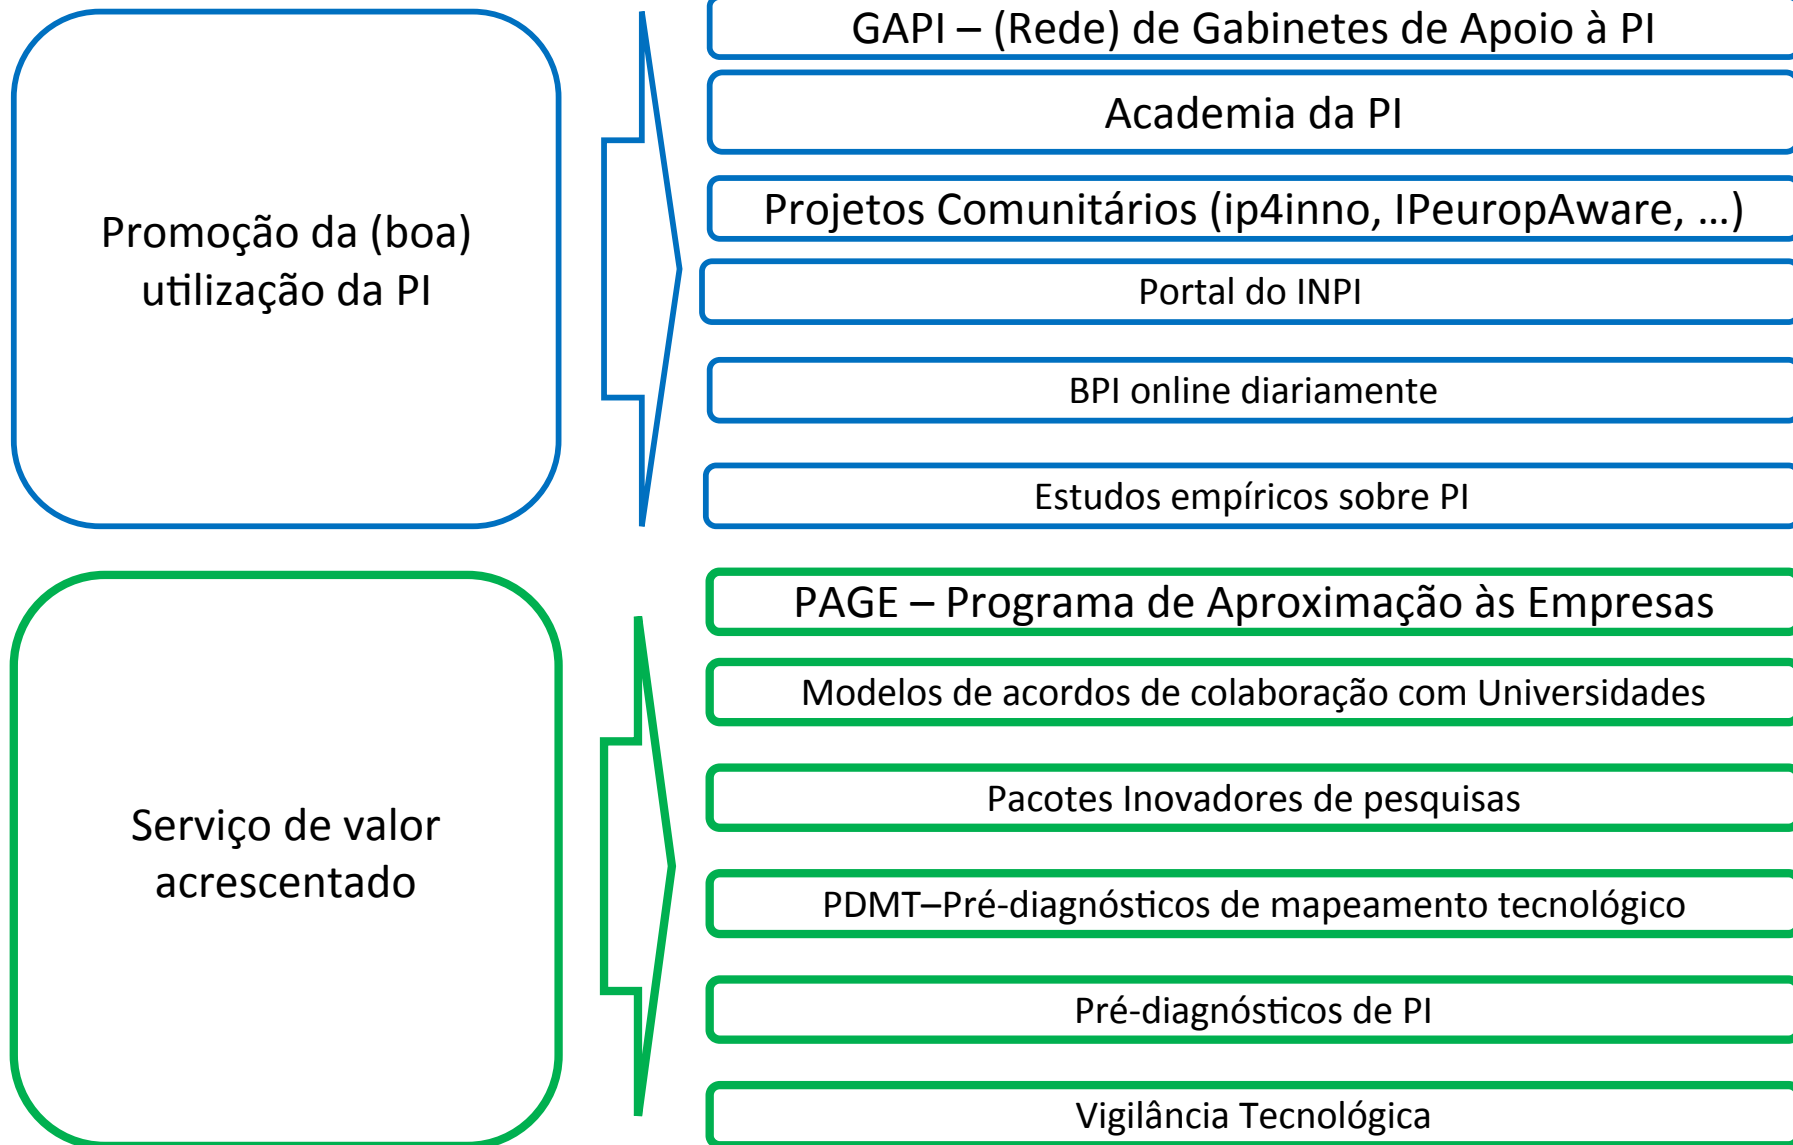 Promoção da (boa)
utilização da PI
GAPI – (Rede) de Gabinetes de Apoio à PI
Academia da PI
Projetos Comunitários (ip4inno, IPeuropAware, …)
Portal do INPI
BPI online diariamente
Estudos empíricos sobre PI
Serviço de valor
acrescentado
PAGE – Programa de Aproximação às Empresas
Modelos de acordos de colaboração com Universidades
Pacotes Inovadores de pesquisas
PDMT–Pré-diagnósticos de mapeamento tecnológico
Pré-diagnósticos de PI
Vigilância Tecnológica